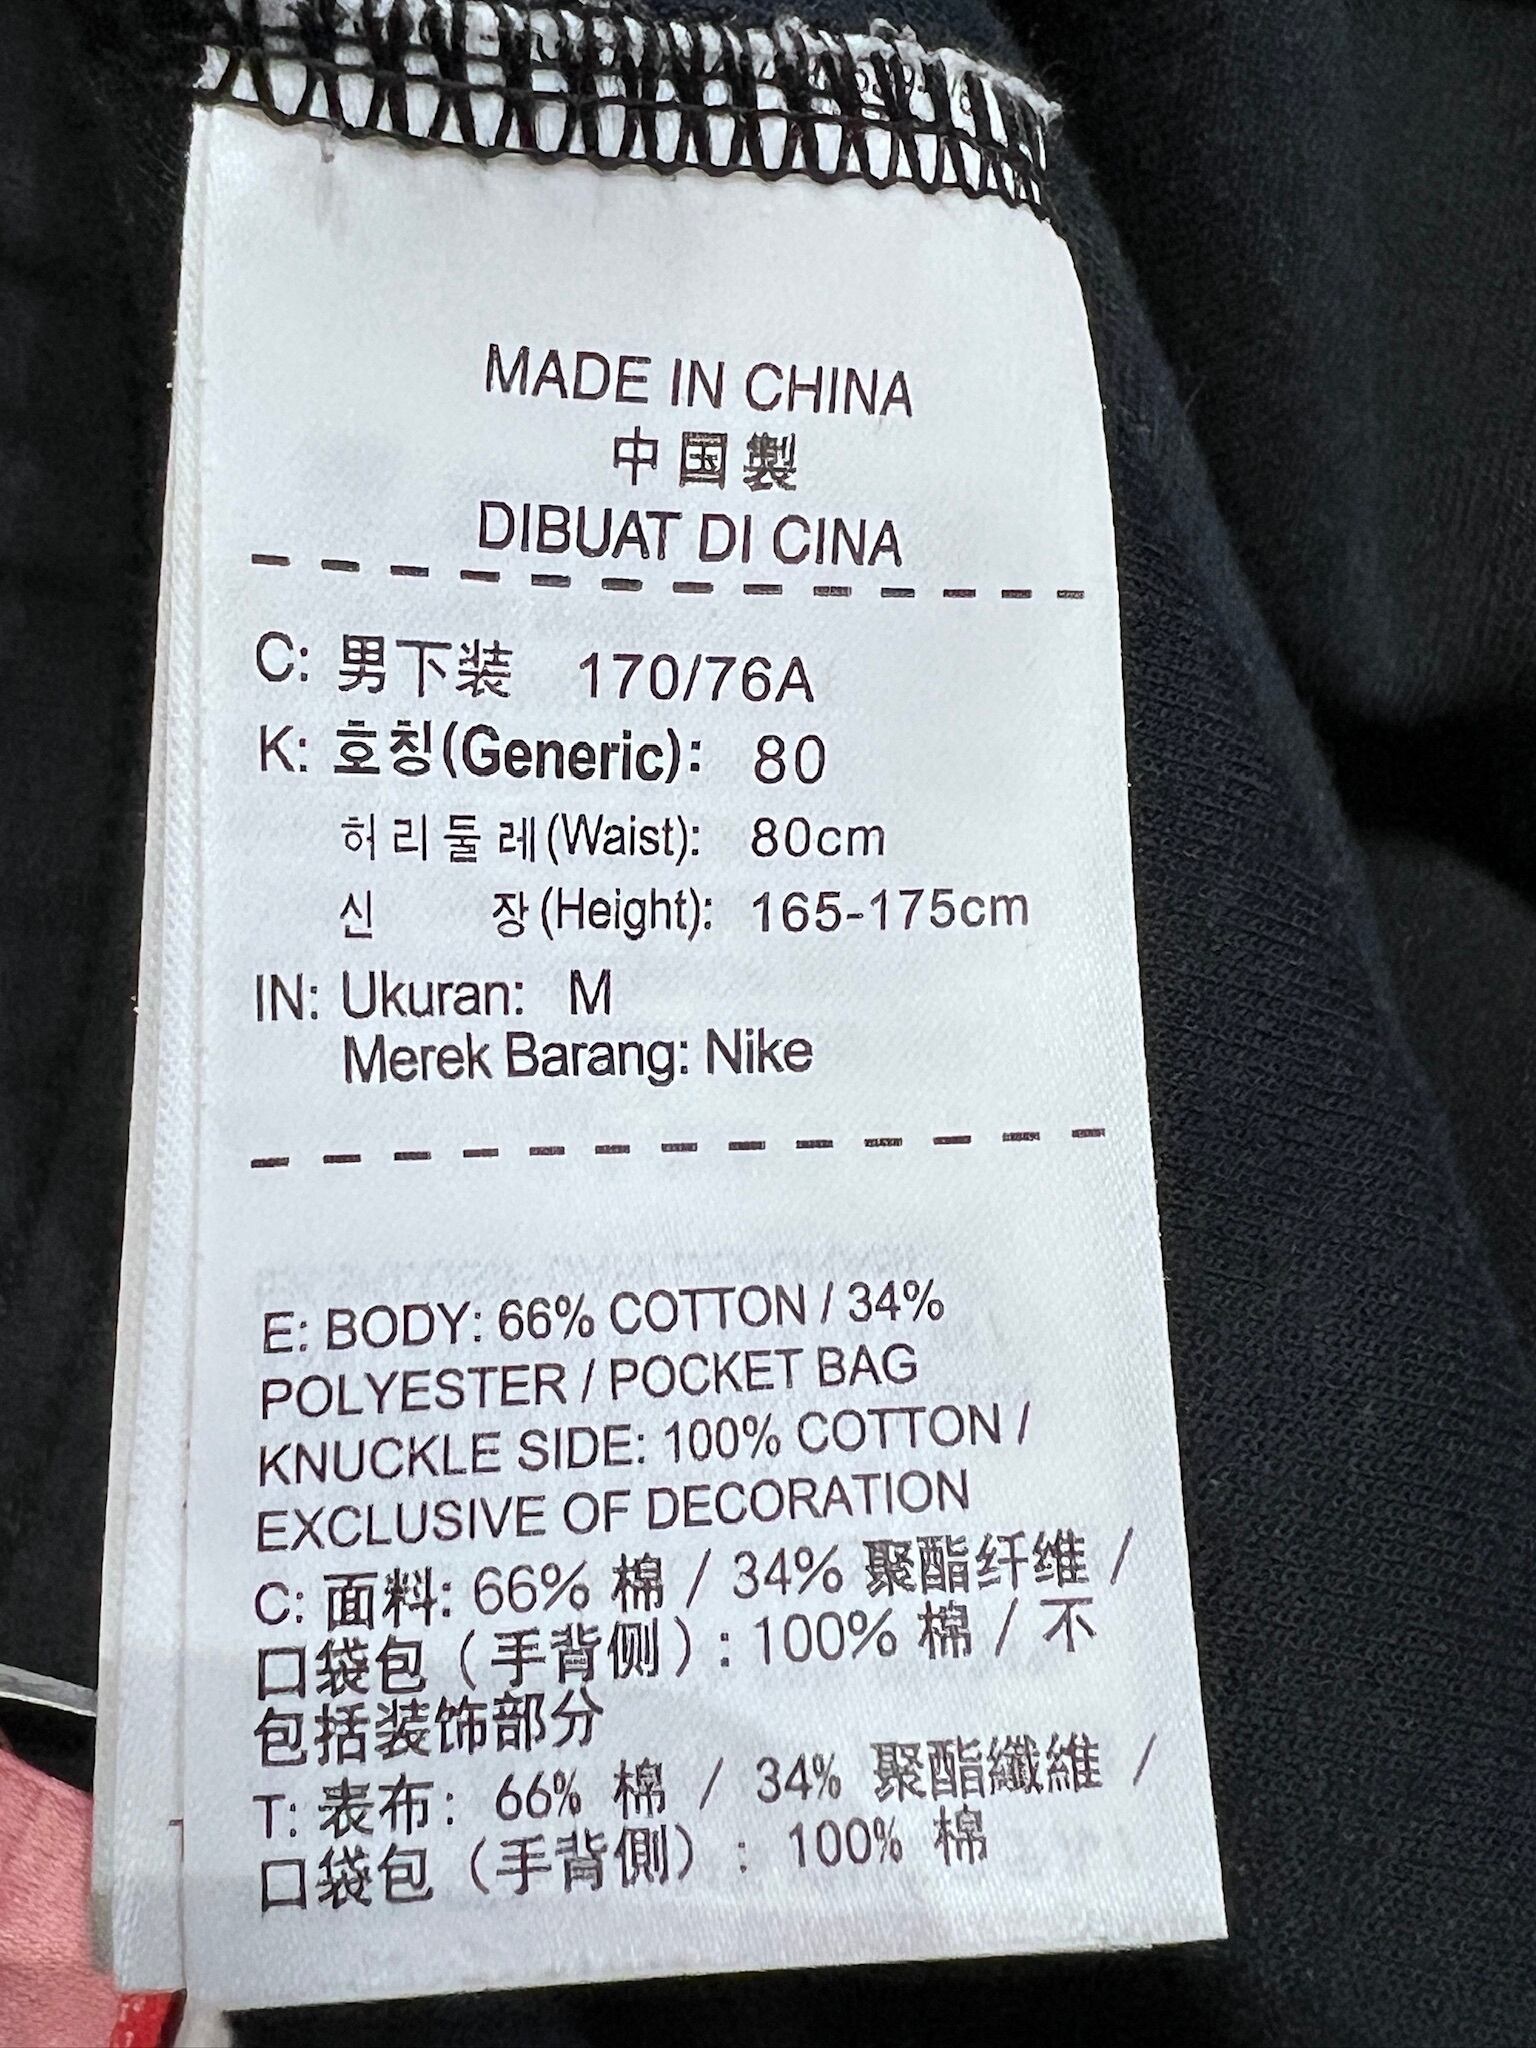 MADE IN CHINA
中国製
DIBUAT DI CINA
C: 男下装 170/76A
K: 호칭(Generic): 80
허리둘레(Waist): 80cm
신 장(Height): 165-175cm
IN: Ukuran: M
Merek Barang: Nike
E: BODY: 66% COTTON / 34%
POLYESTER / POCKET BAG
KNUCKLE SIDE: 100% COTTON /
EXCLUSIVE OF DECORATION
C: 面料: 66% 棉 / 34% 聚酯纤维 /
口袋包（手背侧）: 100% 棉 / 不
包括装饰部分
T: 表布: 66% 棉 / 34% 聚酯纖維 /
口袋包（手背側）: 100% 棉